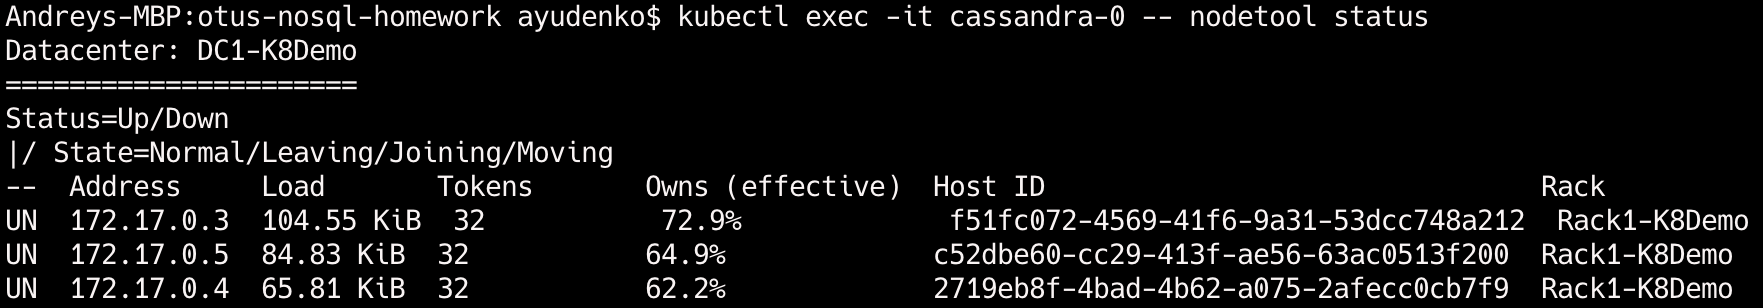 Andreys-MBP:otus-nosql-homework ayudenko$ kubectl exec -it cassandra-0 -- nodetool status
Datacenter: DC1-K8Demo
======================
Status=Up/Down
|/ State=Normal/Leaving/Joining/Moving
--  Address     Load       Tokens       Owns (effective)  Host ID                               Rack
UN  172.17.0.3  104.55 KiB  32           72.9%             f51fc072-4569-41f6-9a31-53dcc748a212  Rack1-K8Demo
UN  172.17.0.5  84.83 KiB  32           64.9%             c52dbe60-cc29-413f-ae56-63ac0513f200  Rack1-K8Demo
UN  172.17.0.4  65.81 KiB  32           62.2%             2719eb8f-4bad-4b62-a075-2afecc0cb7f9  Rack1-K8Demo